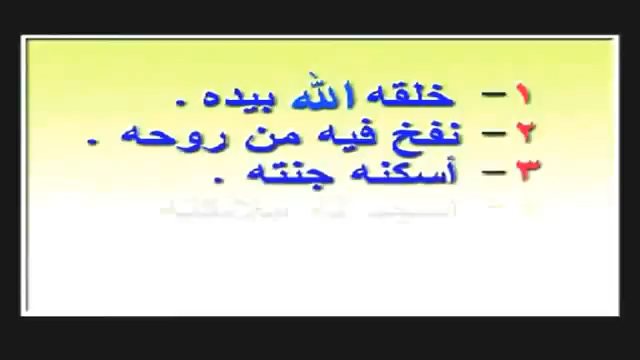 ١- خلقه الله بيده .
٢- نفخ فيه من روحه .
٣- أسكنه جنته .